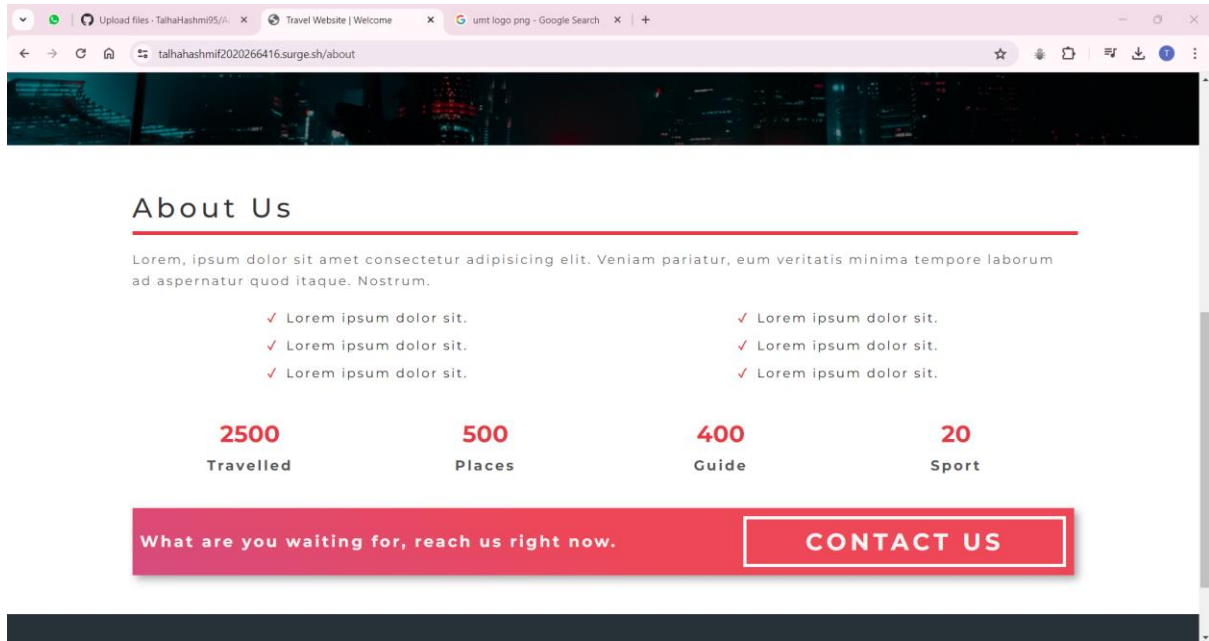 Upload files · TalhaHashmi95/A
Travel Website | Welcome
umt logo png - Google Search
talhahashmif2020266416.surge.sh/about
T
About Us
Lorem, ipsum dolor sit amet consectetur adipisicing elit. Veniam pariatur, eum veritatis minima tempore laborum
ad aspernatur quod itaque. Nostrum.
✓ Lorem ipsum dolor sit. ✓ Lorem ipsum dolor sit.
✓ Lorem ipsum dolor sit. ✓ Lorem ipsum dolor sit.
✓ Lorem ipsum dolor sit. ✓ Lorem ipsum dolor sit.
2500 500 400 20
Travelled Places Guide Sport
What are you waiting for, reach us right now. CONTACT US